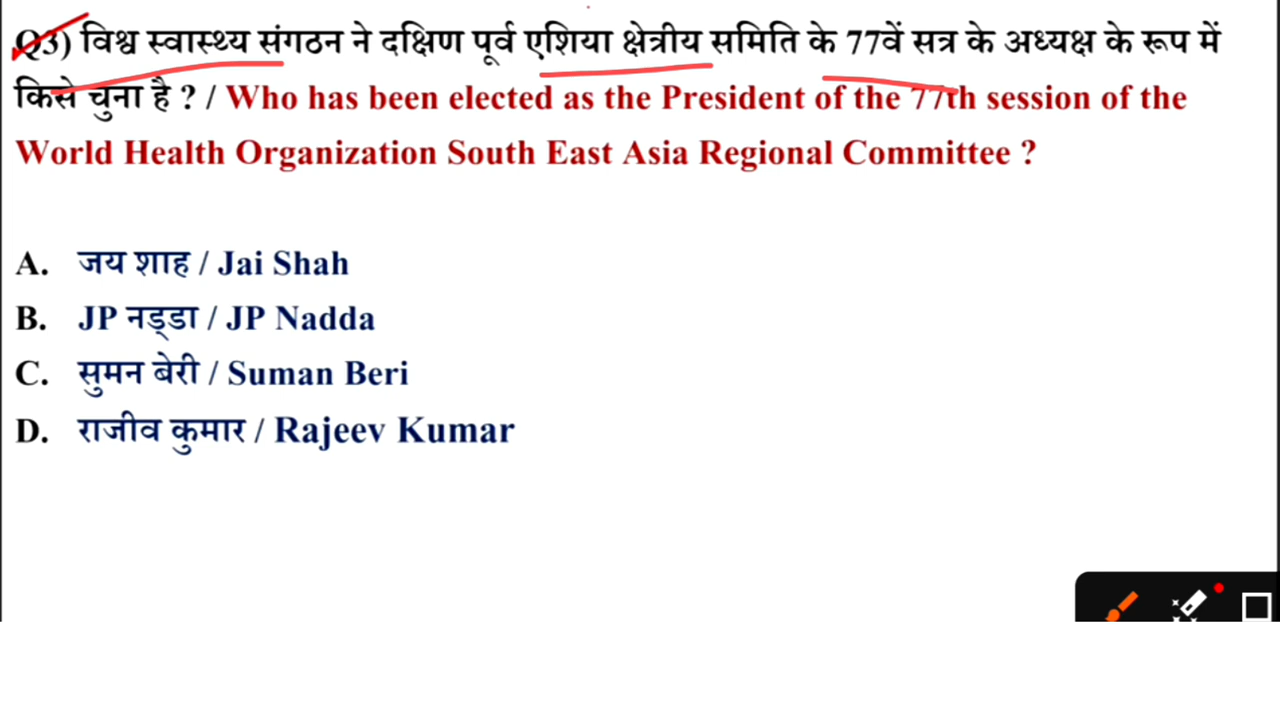 Q3) विश्व स्वास्थ्य संगठन ने दक्षिण पूर्व एशिया क्षेत्रीय समिति के 77वें सत्र के अध्यक्ष के रूप में
किसे चुना है ? / Who has been elected as the President of the 77th session of the
World Health Organization South East Asia Regional Committee ?
A. जय शाह / Jai Shah
B. JP नड्डा / JP Nadda
C. सुमन बेरी / Suman Beri
D. राजीव कुमार / Rajeev Kumar